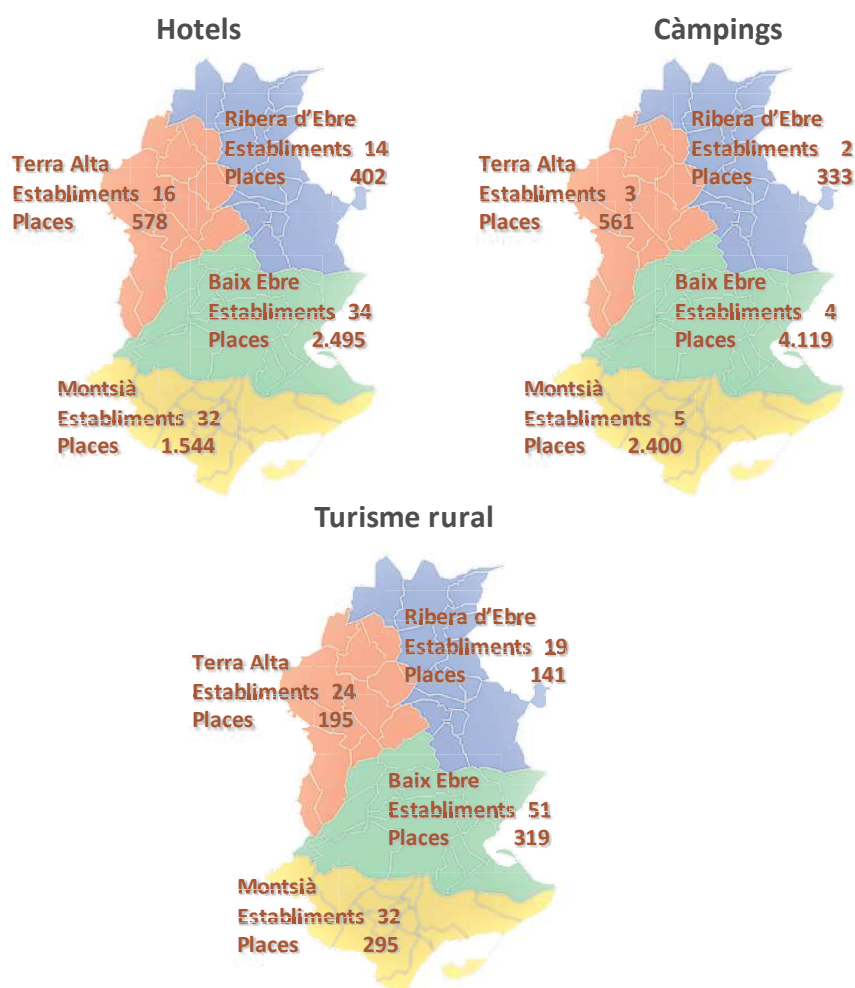 Hotels
Ribera d'Ebre
Establiments 14
Places 402
Terra Alta
Establiments 16
Places 578
Baix Ebre
Establiments 34
Places 2.495
Montsià
Establiments 32
Places 1.544
Càmpings
Ribera d'Ebre
Establiments 2
Places 333
Terra Alta
Establiments 3
Places 561
Baix Ebre
Establiments 4
Places 4.119
Montsià
Establiments 5
Places 2.400
Turisme rural
Ribera d'Ebre
Establiments 19
Places 141
Terra Alta
Establiments 24
Places 195
Baix Ebre
Establiments 51
Places 319
Montsià
Establiments 32
Places 295